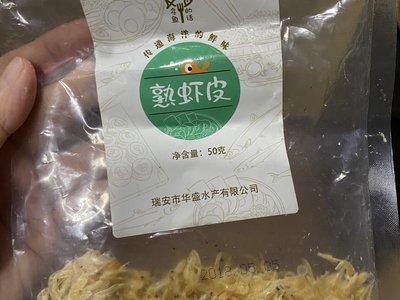 传递海洋的鲜味
熟虾皮
净含量：50克
瑞安市华盛水产有限公司